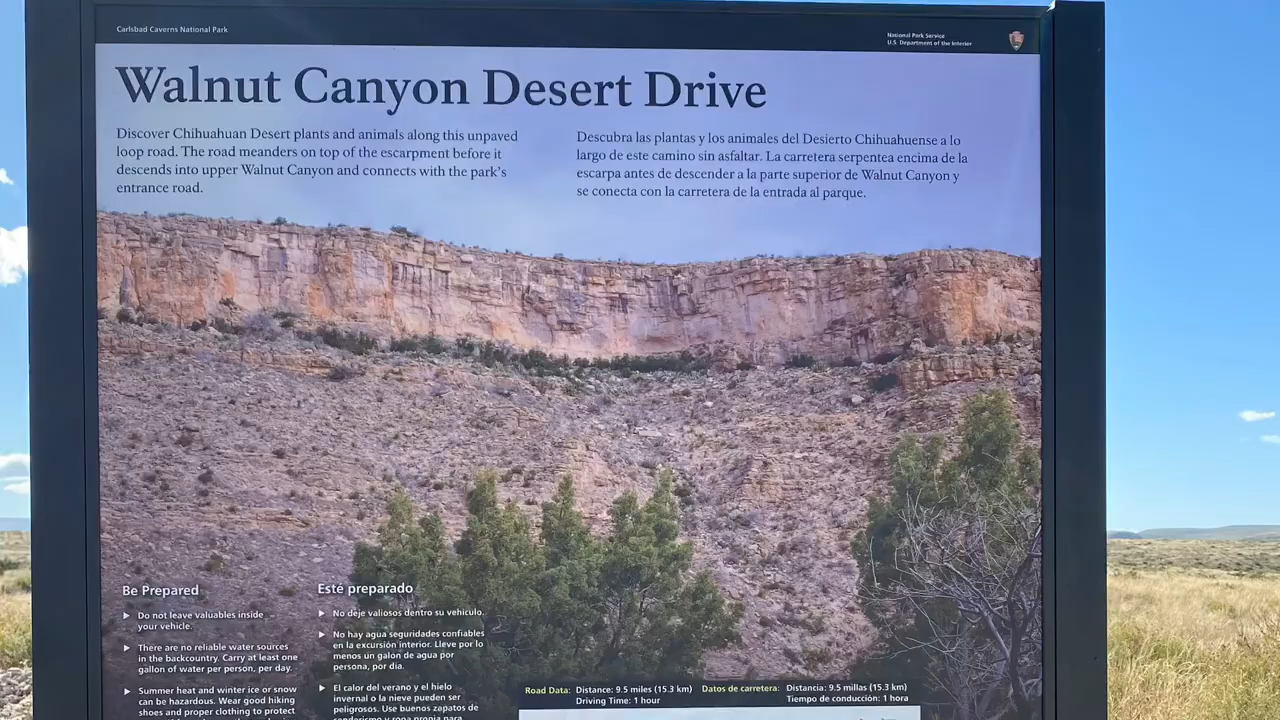 Carlsbad Caverns National Park
National Park Service
U.S. Department of the Interior
Walnut Canyon Desert Drive
Discover Chihuahuan Desert plants and animals along this unpaved
loop road. The road meanders on top of the escarpment before it
descends into upper Walnut Canyon and connects with the park's
entrance road.
Descubra las plantas y los animales del Desierto Chihuahuense a lo
largo de este camino sin asfaltar. La carretera serpentea encima de la
escarpa antes de descender a la parte superior de Walnut Canyon y
se conecta con la carretera de la entrada al parque.
Be Prepared
▶ Do not leave valuables inside
your vehicle.
▶ There are no reliable water sources
in the backcountry. Carry at least one
gallon of water per person, per day.
▶ Summer heat and winter ice or snow
can be hazardous. Wear good hiking
shoes and proper clothing to protect
Esté preparado
▶ No deje valiosos dentro su vehículo.
▶ No hay agua seguridades confiables
en la excursión interior. Lleve por lo
menos un galón de agua por
persona, por dia.
▶ El calor del verano y el hielo
invernal o la nieve pueden ser
peligrosos. Use buenos zapatos de
senderismo y ropa propia para
Road Data: Distance: 9.5 miles (15.3 km)
Driving Time: 1 hour
Datos de carretera: Distancia: 9.5 millas (15.3 km)
Tiempo de conducción: 1 hora